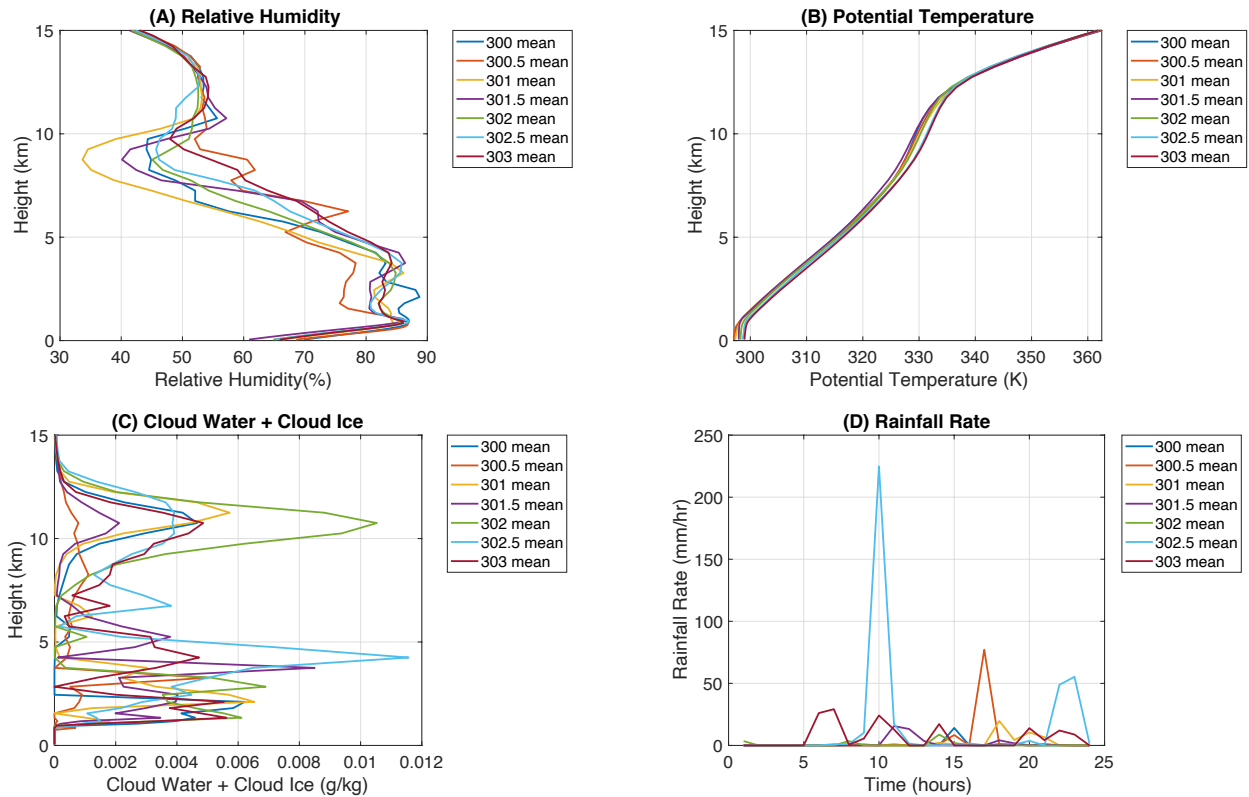 (A) Relative Humidity
15
10
5
0
Height (km)
30 40 50 60 70 80 90
Relative Humidity(%)
300 mean
300.5 mean
301 mean
301.5 mean
302 mean
302.5 mean
303 mean
(B) Potential Temperature
15
10
5
0
Height (km)
300 310 320 330 340 350 360
Potential Temperature (K)
300 mean
300.5 mean
301 mean
301.5 mean
302 mean
302.5 mean
303 mean
(C) Cloud Water + Cloud Ice
15
10
5
0
Height (km)
0 0.002 0.004 0.006 0.008 0.01 0.012
Cloud Water + Cloud Ice (g/kg)
300 mean
300.5 mean
301 mean
301.5 mean
302 mean
302.5 mean
303 mean
(D) Rainfall Rate
250
200
150
100
50
0
Rainfall Rate (mm/hr)
0 5 10 15 20 25
Time (hours)
300 mean
300.5 mean
301 mean
301.5 mean
302 mean
302.5 mean
303 mean